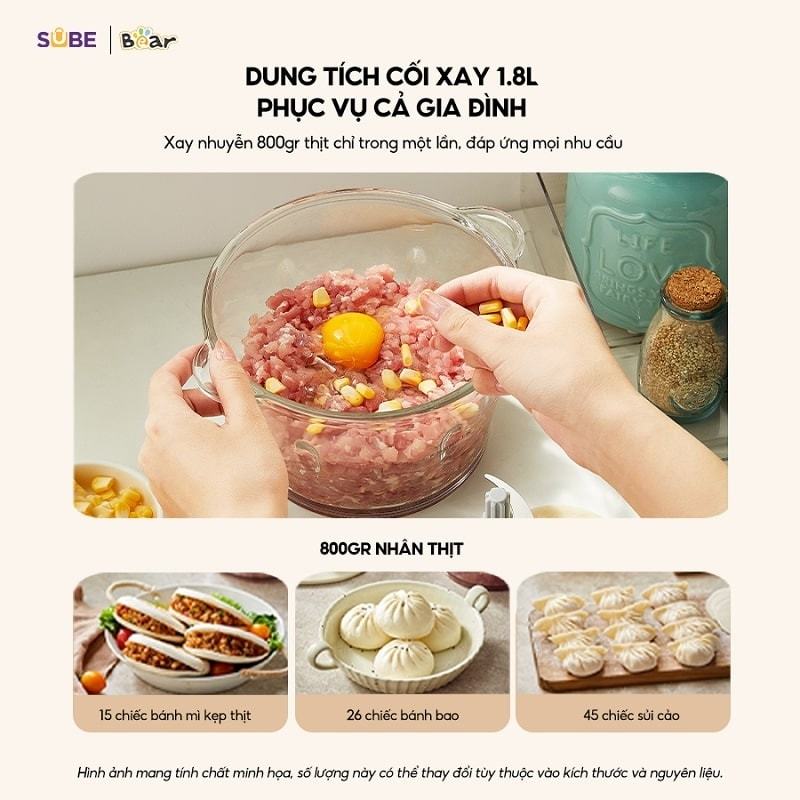 SUBE | Bear
DUNG TÍCH CỐI XAY 1.8L
PHỤC VỤ CẢ GIA ĐÌNH
Xay nhuyễn 800gr thịt chỉ trong một lần, đáp ứng mọi nhu cầu
LIFE
LOVE
800GR NHÂN THỊT
15 chiếc bánh mì kẹp thịt
26 chiếc bánh bao
45 chiếc sủi cảo
Hình ảnh mang tính chất minh họa, số lượng này có thể thay đổi tùy thuộc vào kích thước và nguyên liệu.